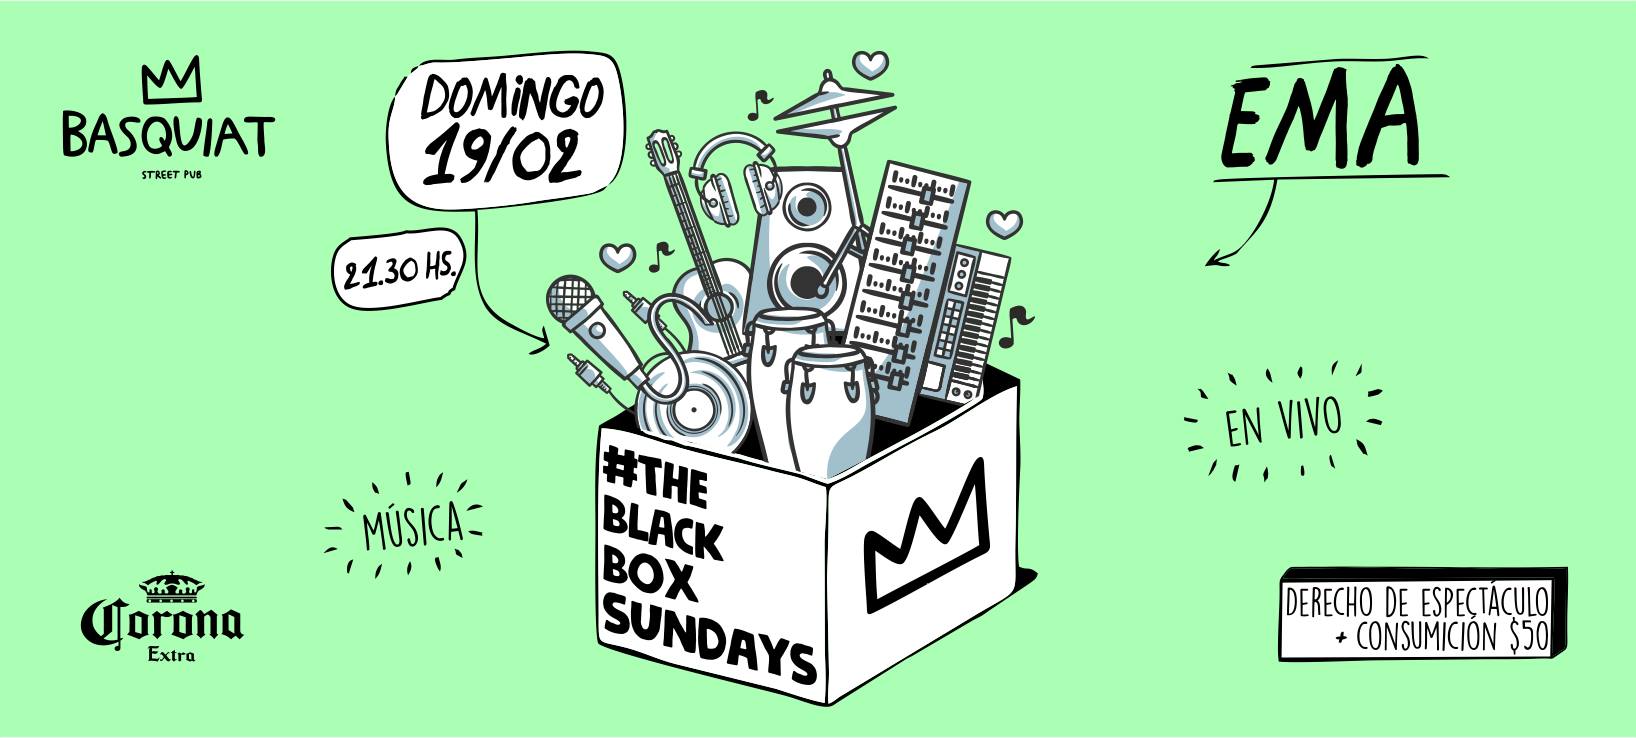 BASQUIAT
STREET PUB
DOMiNGO
19/02
21.30 HS.
EMA
EN VIVO
MÚSICA
#THE
BLACK
BOX
SUNDAYS
Corona
Extra
DERECHO DE ESPECTÁCULO
+ CONSUMICIÓN $50